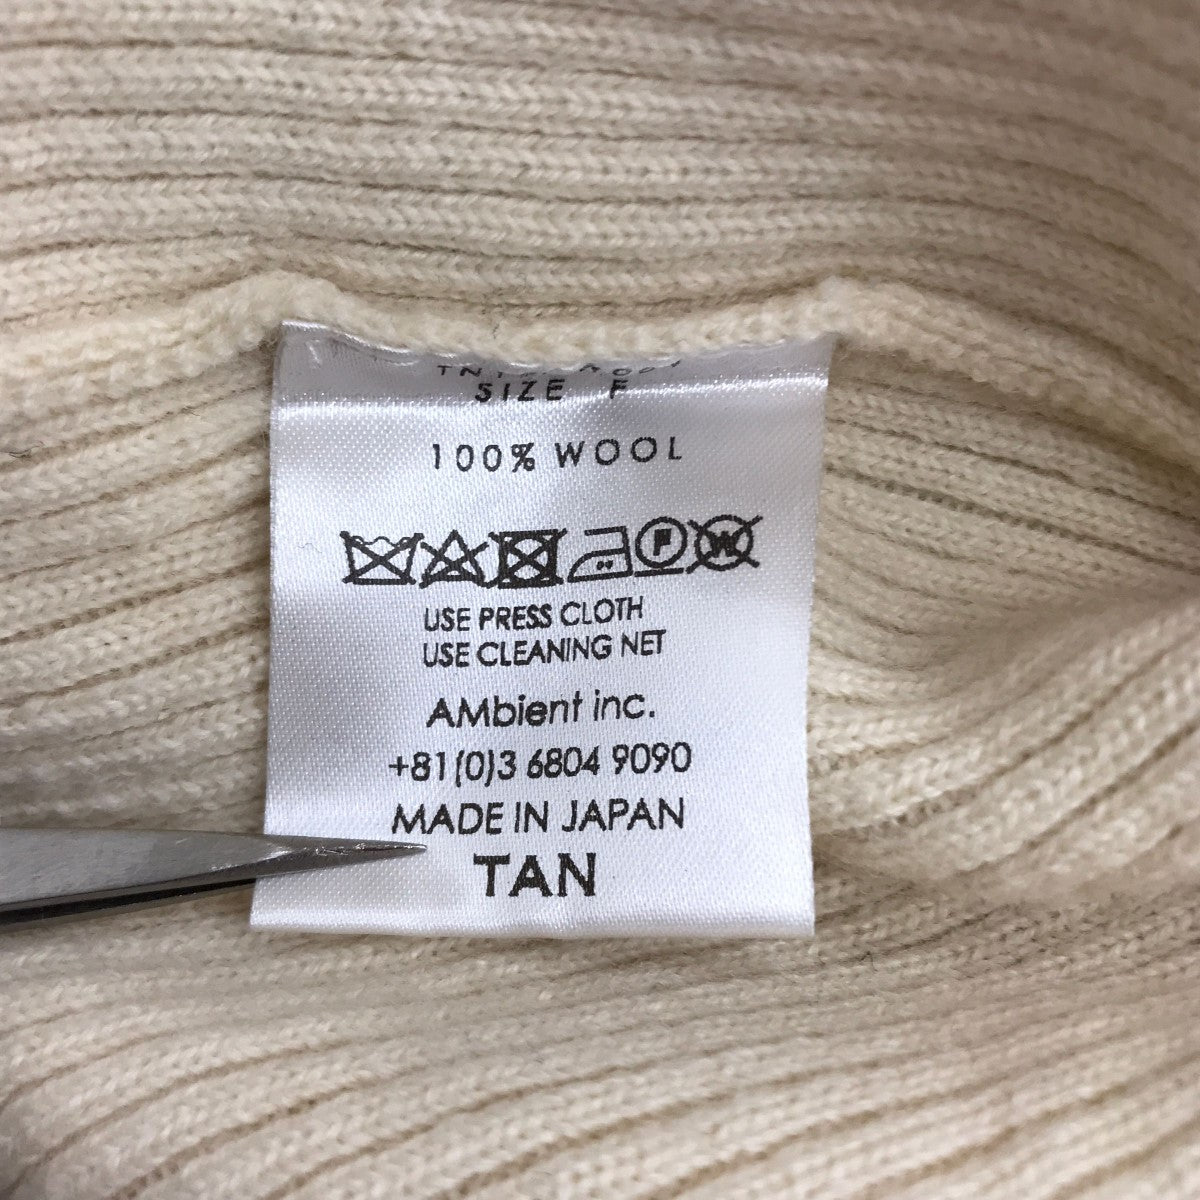 SIZE F
100% WOOL
F W
USE PRESS CLOTH
USE CLEANING NET
AMbient inc.
+81(0)3 6804 9090
MADE IN JAPAN
TAN